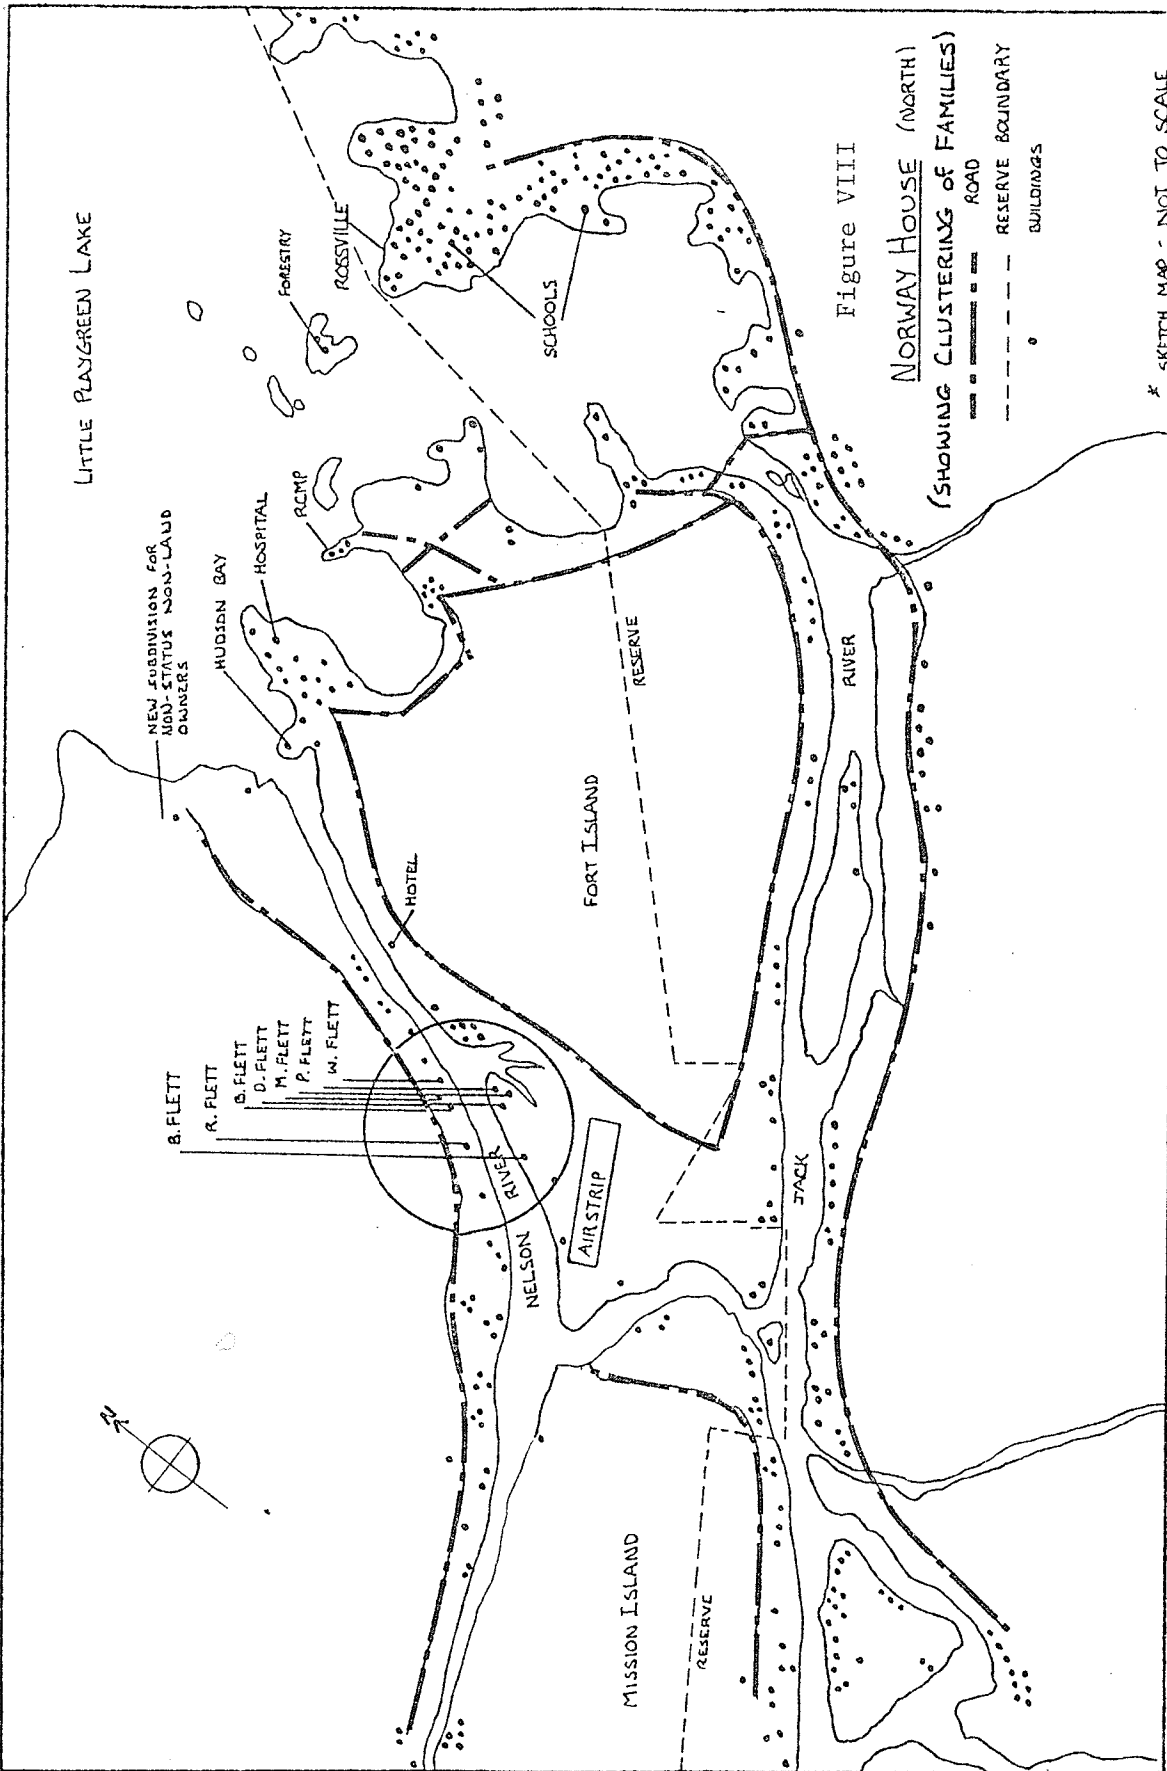 LITTLE PLAYGREEN LAKE
NEW SUBDIVISION FOR
NON-STATUS NON-LAND
OWNERS
HUDSON BAY
HOSPITAL
RCMP
FORESTRY
ROSSVILLE
SCHOOLS
HOTEL
B. FLETT
R. FLETT
B. FLETT
D. FLETT
M. FLETT
P. FLETT
W. FLETT
NELSON
RIVER
AIRSTRIP
FORT ISLAND
RESERVE
MISSION ISLAND
RESERVE
JACK
RIVER
N
Figure VIII
NORWAY HOUSE (NORTH)
(SHOWING CLUSTERING OF FAMILIES)
ROAD
RESERVE BOUNDARY
BUILDINGS
* SKETCH MAP - NOT TO SCALE